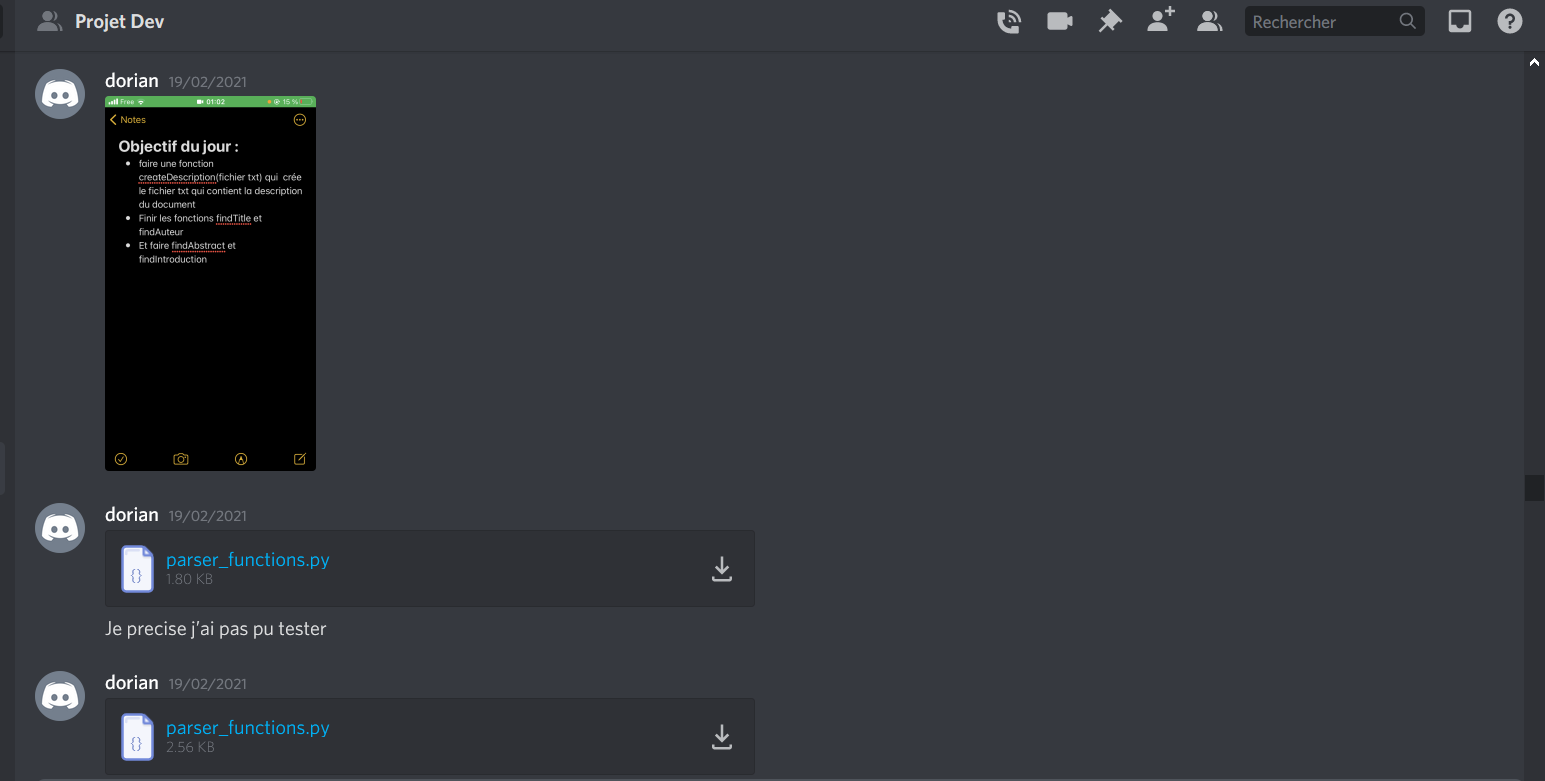 Projet Dev
Rechercher
dorian 19/02/2021
Free 01:02 15 %
Notes
Objectif du jour :
faire une fonction
createDescription(fichier txt) qui crée
le fichier txt qui contient la description
du document
Finir les fonctions findTitle et
findAuteur
Et faire findAbstract et
findIntroduction
dorian 19/02/2021
{}
parser_functions.py
1.80 KB
Je precise j’ai pas pu tester
dorian 19/02/2021
{}
parser_functions.py
2.56 KB